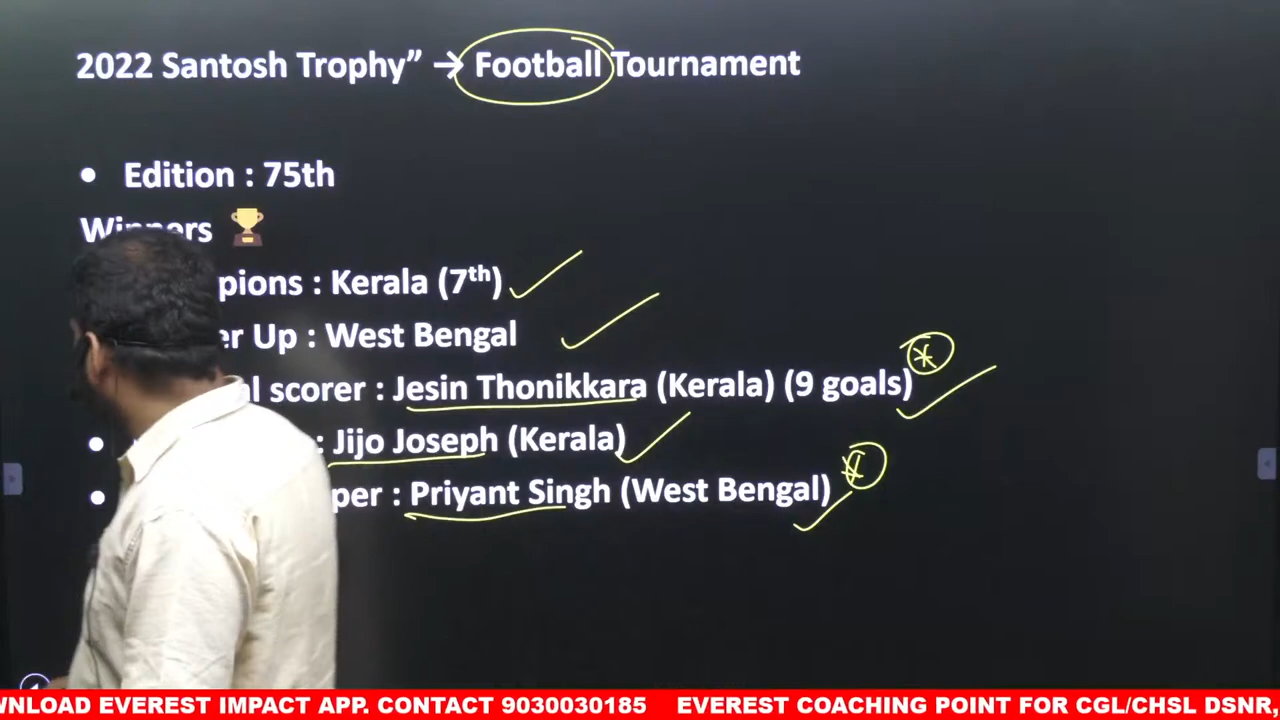 2022 Santosh Trophy” → Football Tournament
• Edition : 75th
Winners
pions : Kerala (7th)
er Up : West Bengal
al scorer : Jesin Thonikkara (Kerala) (9 goals)
• : Jijo Joseph (Kerala)
• per : Priyant Singh (West Bengal)
WNLOAD EVEREST IMPACT APP. CONTACT 9030030185 EVEREST COACHING POINT FOR CGL/CHSL DSNR,